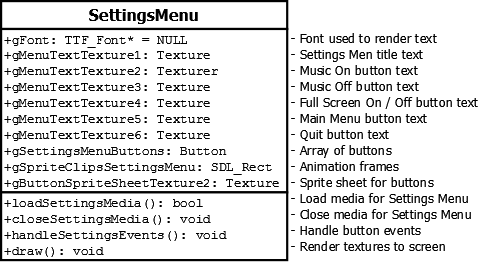 SettingsMenu
+gFont: TTF_Font* = NULL - Font used to render text
+gMenuTextTexture1: Texture - Settings Men title text
+gMenuTextTexture2: Texturer - Music On button text
+gMenuTextTexture3: Texture - Music Off button text
+gMenuTextTexture4: Texture - Full Screen On / Off button text
+gMenuTextTexture5: Texture - Main Menu button text
+gMenuTextTexture6: Texture - Quit button text
+gSettingsMenuButtons: Button - Array of buttons
+gSpriteClipsSettingsMenu: SDL_Rect - Animation frames
+gButtonSpriteSheetTexture2: Texture - Sprite sheet for buttons
+loadSettingsMedia(): bool - Load media for Settings Menu
+closeSettingsMedia(): void - Close media for Settings Menu
+handleSettingsEvents(): void - Handle button events
+draw(): void - Render textures to screen